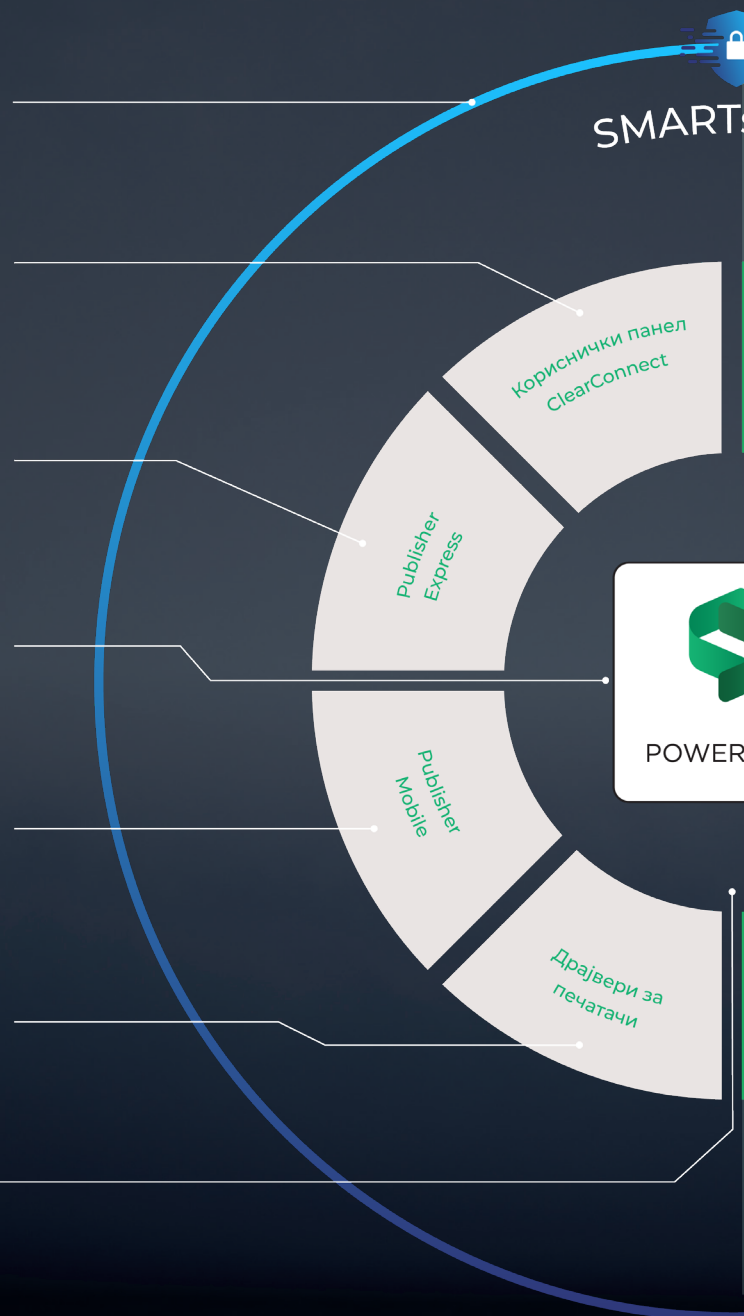 SMARTs
Кориснички панел
ClearConnect
Publisher
Express
POWER
Publisher
Mobile
Драјвери за
печатачи